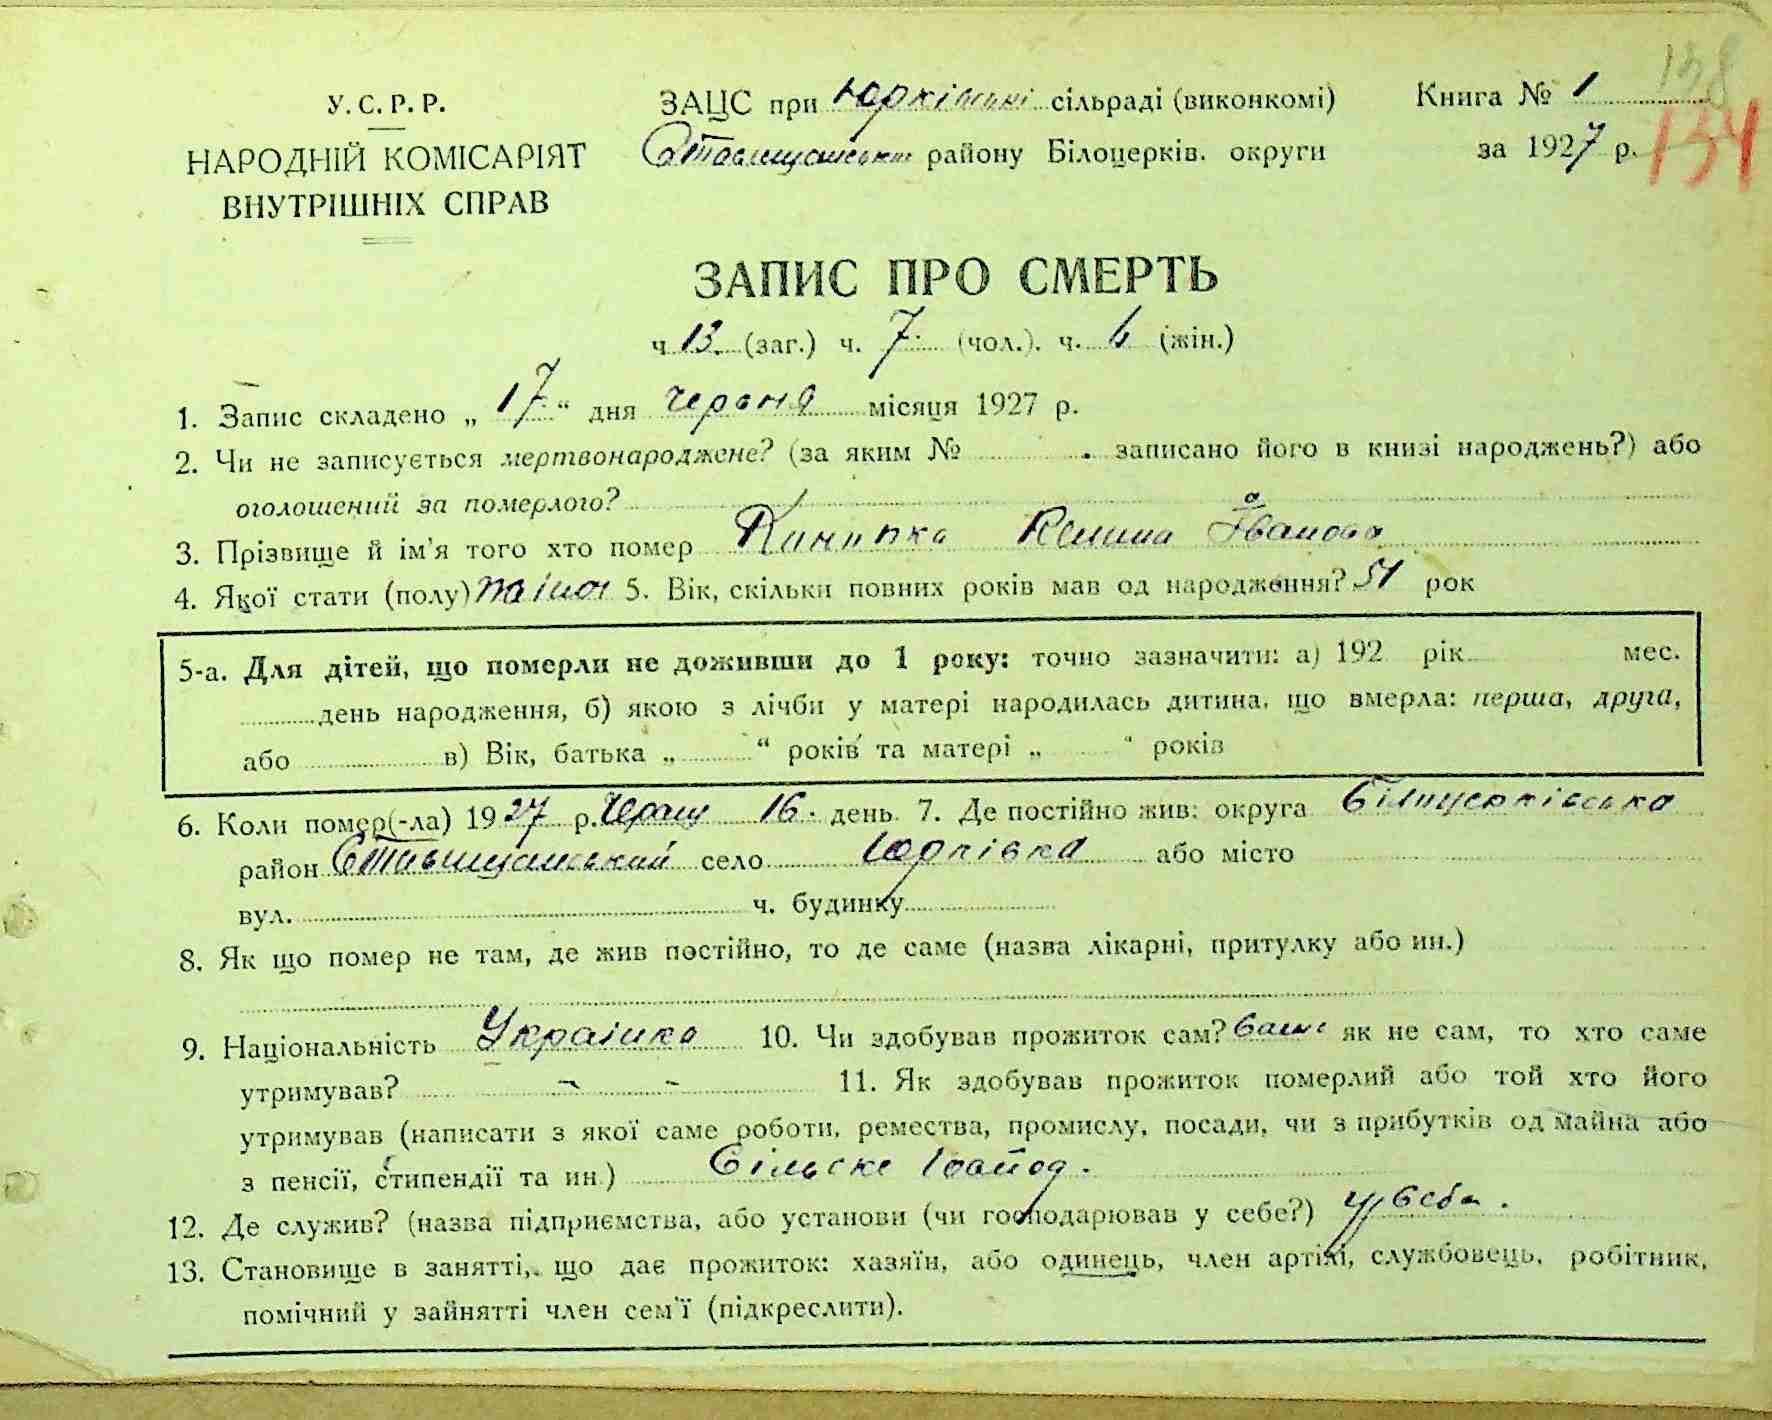 138
134
У.С.Р.Р.
НАРОДНІЙ КОМІСАРІЯТ
ВНУТРІШНІХ СПРАВ
ЗАЦС при Юрківські сільраді (виконкомі)
Ставищанськім району Білоцерків. округи
Книга № 1
за 1927 р.
ЗАПИС ПРО СМЕРТЬ
ч. 13. (заг.) ч. 7. (чол.). ч. 6 (жін.)
1. Запис складено „ 17 “ дня червня місяця 1927 р.
2. Чи не записується мертвонароджене? (за яким № записано його в книзі народжень?) або
оголошений за померлого?
3. Прізвище й ім'я того хто помер Іванова
4. Якої стати (полу) 5. Вік, скільки повних років мав од народження? 51 рок
5-а. Для дітей, що померли не доживши до 1 року: точно зазначити: а) 192 рік мес.
день народження, б) якою з лічби у матері народилась дитина, що вмерла: перша, друга,
або в) Вік, батька „ “ років та матері „ “ років
6. Коли помер(-ла) 1927 р. 16. день. 7. Де постійно жив: округа Білоцерківська
район Ставищанський село Юрківка або місто
вул. ч. будинку
8. Як що помер не там, де жив постійно, то де саме (назва лікарні, притулку або ин.)
9. Національність Українка 10. Чи здобував прожиток сам? як не сам, то хто саме
утримував? - - 11. Як здобував прожиток померлий або той хто його
утримував (написати з якої саме роботи, ремества, промислу, посади, чи з прибутків од майна або
з пенсії, стипендії та ин.) Сільске
12. Де служив? (назва підприємства, або установи (чи господарював у себе?) у себе.
13. Становище в занятті, що дає прожиток: хазяїн, або одинець, член артілі, службовець, робітник,
помічний у зайнятті член сем'ї (підкреслити).